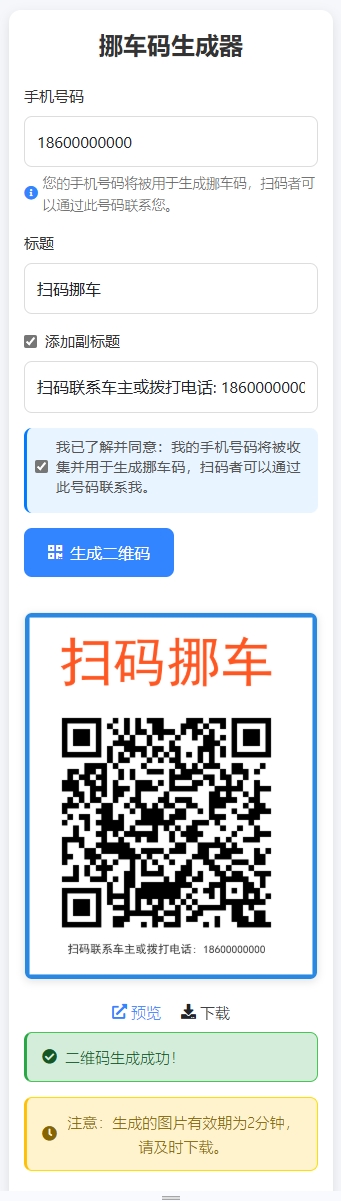 挪车码生成器
手机号码
18600000000
您的手机号码将被用于生成挪车码，扫码者可
以通过此号码联系您。
标题
扫码挪车
添加副标题
扫码联系车主或拨打电话: 1860000000
我已了解并同意：我的手机号码将被收
集并用于生成挪车码，扫码者可以通过
此号码联系我。
生成二维码
扫码挪车
扫码联系车主或拨打电话：18600000000
预览 下载
二维码生成成功！
注意：生成的图片有效期为2分钟，
请及时下载。